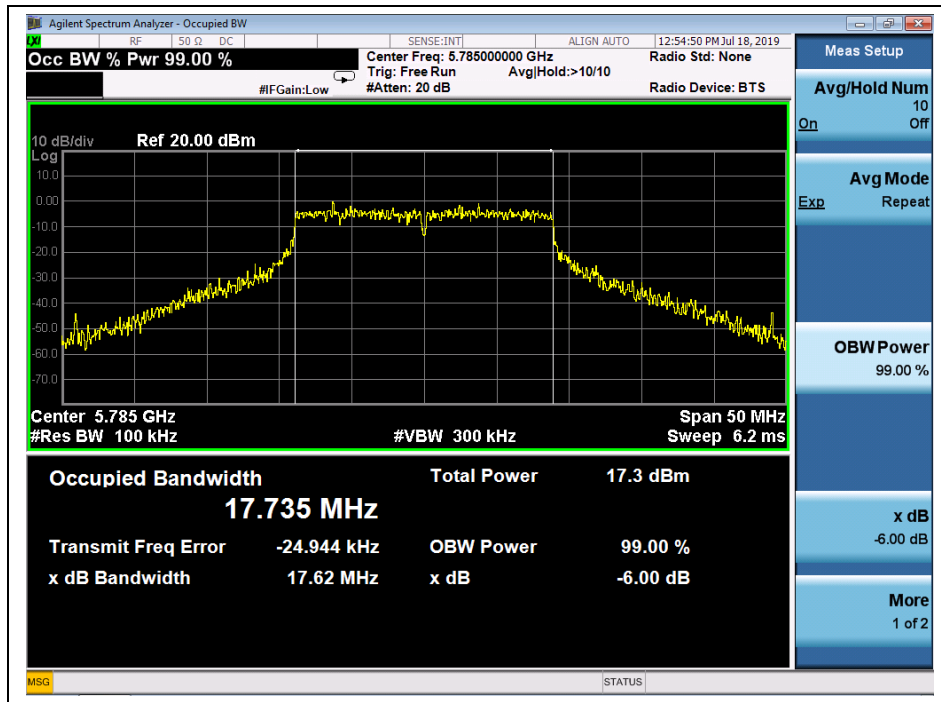 Agilent Spectrum Analyzer - Occupied BW
LXI RF 50 Ω DC SENSE:INT ALIGN AUTO 12:54:50 PM Jul 18, 2019
Occ BW % Pwr 99.00 % Center Freq: 5.785000000 GHz Radio Std: None
Trig: Free Run Avg|Hold:>10/10
#IFGain:Low #Atten: 20 dB Radio Device: BTS
10 dB/div Ref 20.00 dBm
Log
10.0
0.00
-10.0
-20.0
-30.0
-40.0
-50.0
-60.0
-70.0
Center 5.785 GHz Span 50 MHz
#Res BW 100 kHz #VBW 300 kHz Sweep 6.2 ms
Occupied Bandwidth Total Power 17.3 dBm
17.735 MHz
Transmit Freq Error -24.944 kHz OBW Power 99.00 %
x dB Bandwidth 17.62 MHz x dB -6.00 dB
Meas Setup
Avg/Hold Num
10
On Off
Avg Mode
Exp Repeat
OBW Power
99.00 %
x dB
-6.00 dB
More
1 of 2
MSG STATUS